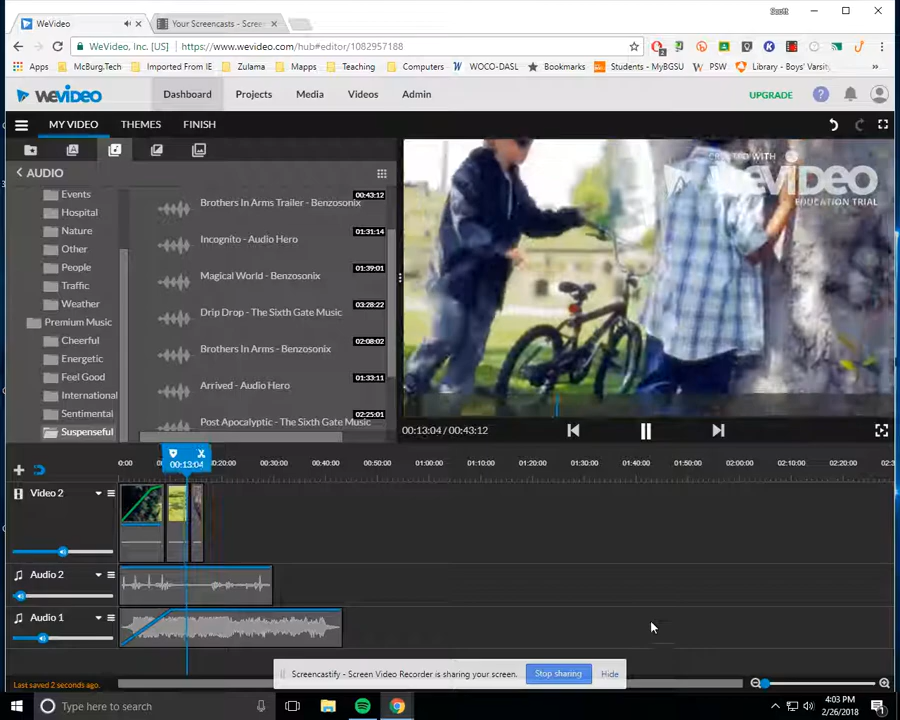 Scott
WeVideo
Your Screencasts - Scree
WeVideo, Inc. [US] https://www.wevideo.com/hub#editor/1082957188
Apps McBurg.Tech Imported From IE Zulama Maps Teaching Computers WOCO-DASL Bookmarks Students - MyBGSU PSW Library - Boys' Varsit »
WEVIDEO Dashboard Projects Media Videos Admin UPGRADE ?
MY VIDEO THEMES FINISH
AUDIO
Events
Hospital
Nature
Other
People
Traffic
Weather
Premium Music
Cheerful
Energetic
Feel Good
International
Sentimental
Suspenseful
00:43:12
Brothers In Arms Trailer - Benzosonix
01:31:14
Incognito - Audio Hero
01:39:01
Magical World - Benzosonix
03:28:22
Drip Drop - The Sixth Gate Music
02:08:02
Brothers In Arms - Benzosonix
01:33:11
Arrived - Audio Hero
02:25:01
Post Apocalyptic - The Sixth Gate Music
WITH
WEVIDEO
EDUCATION TRIAL
00:13:04 / 00:43:12
00:13:04
0:00 0:20:00 00:30:00 00:40:00 00:50:00 01:00:00 01:10:00 01:20:00 01:30:00 01:40:00 01:50:00 02:00:00 02:10:00 02:20:00 02:3
Video 2
Audio 2
Audio 1
Screencastify - Screen Video Recorder is sharing your screen. Stop sharing Hide
Last saved 2 seconds ago.
Type here to search
4:03 PM
2/26/2018